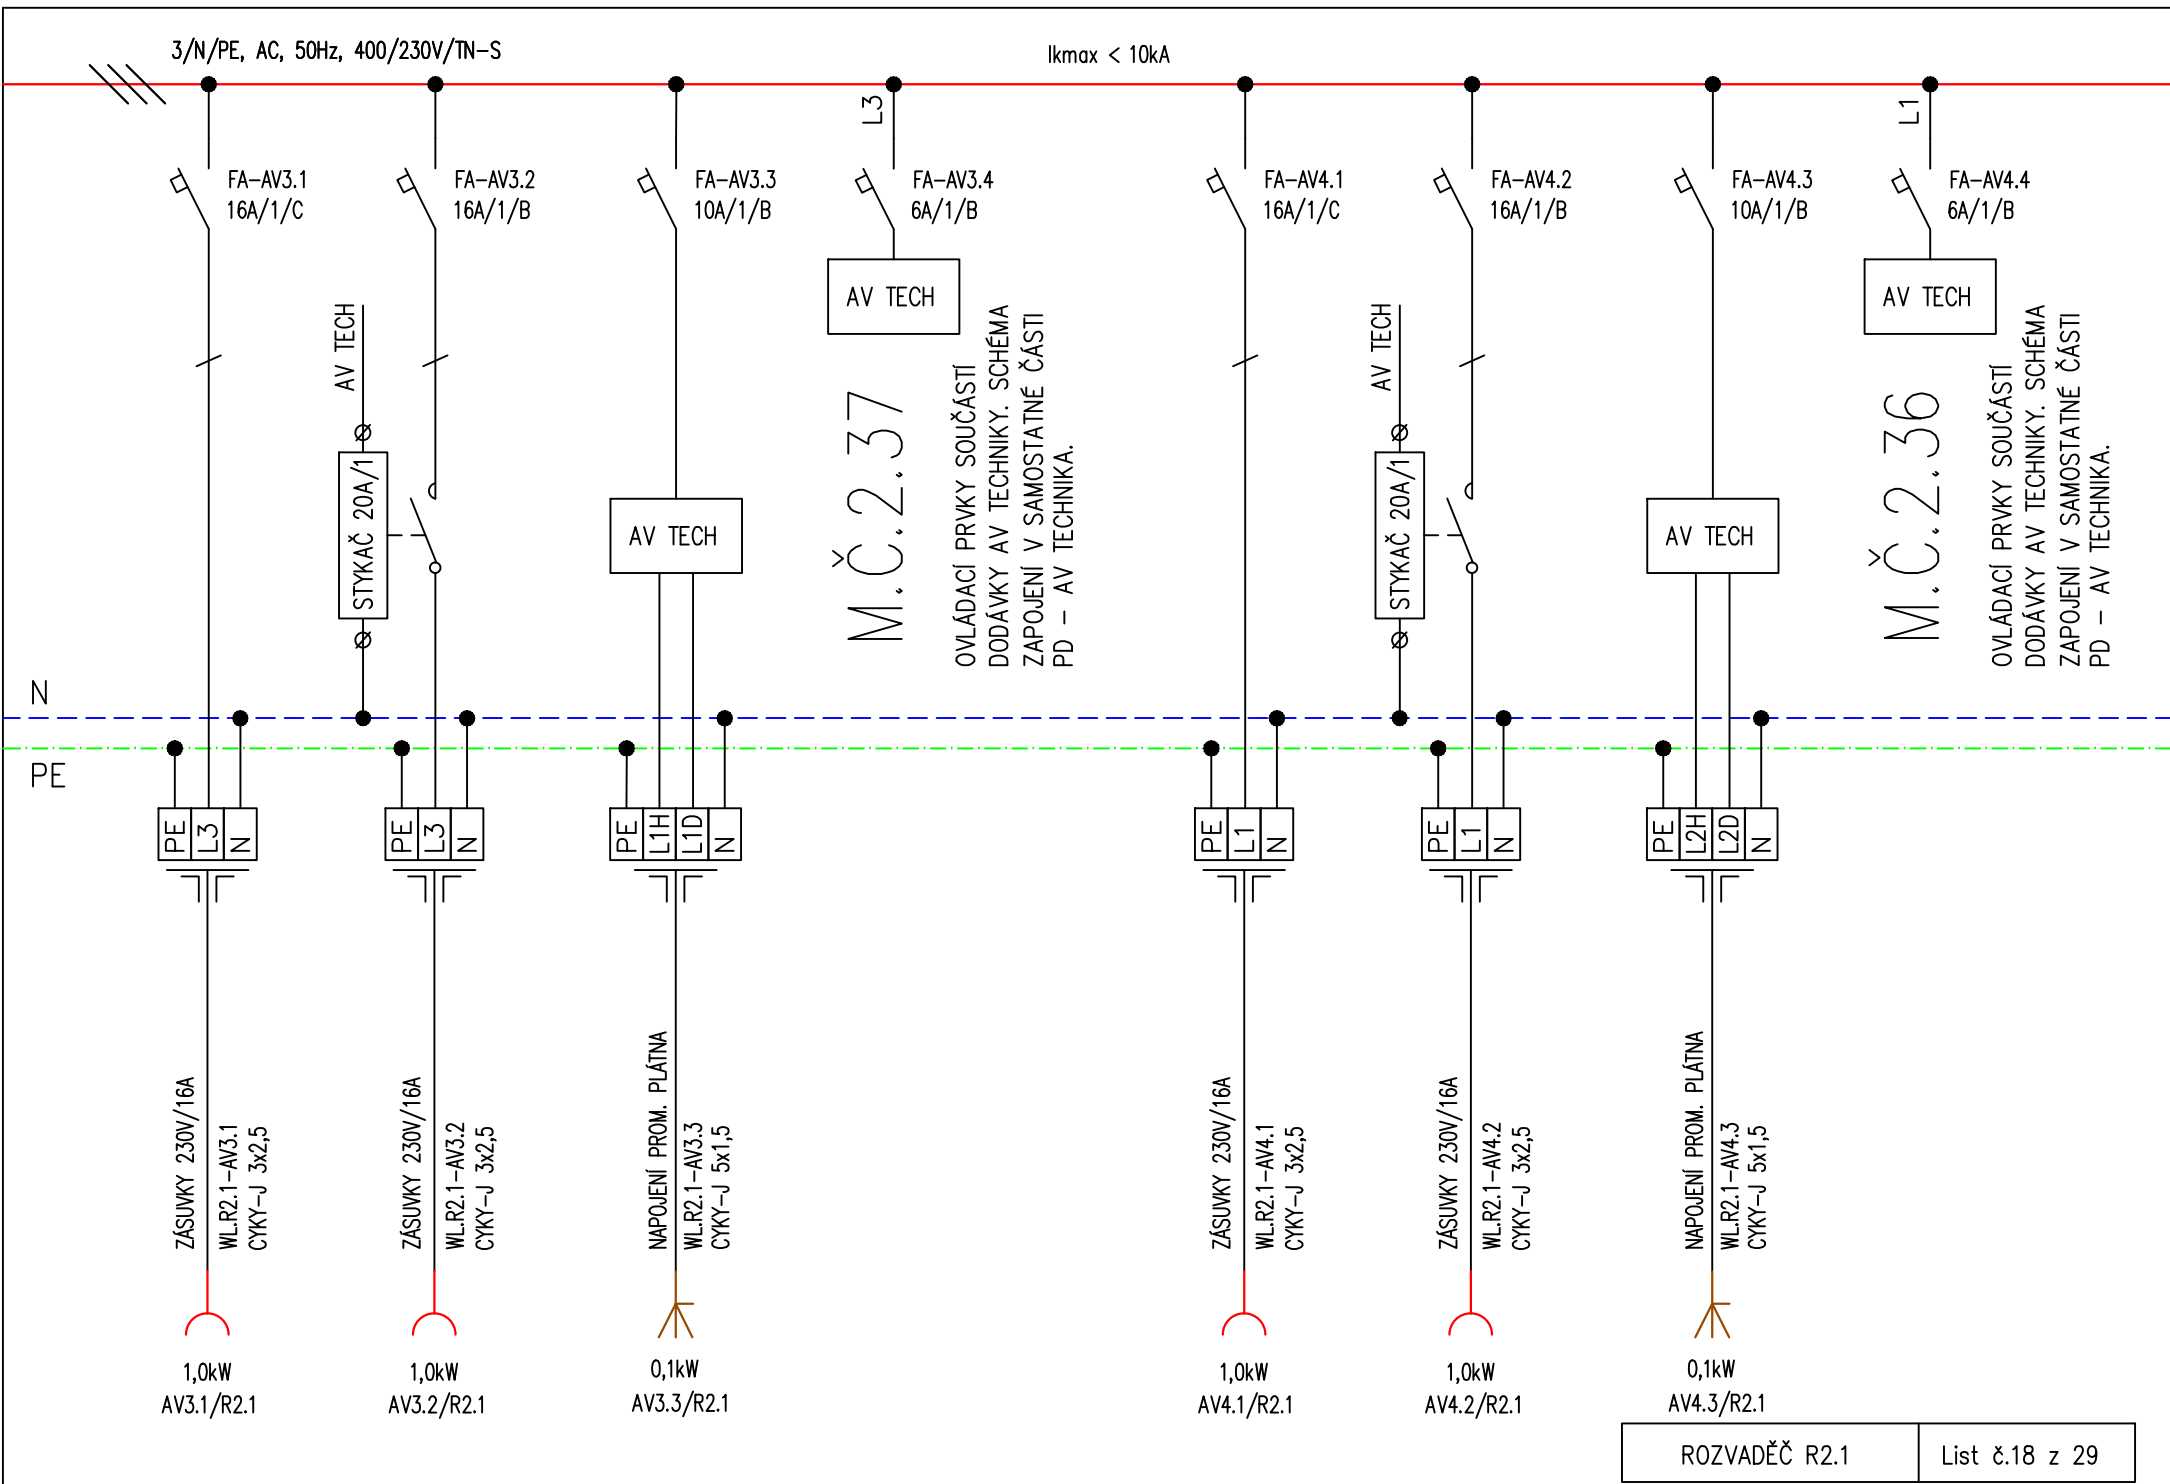 3/N/PE, AC, 50Hz, 400/230V/TN-S
Ikmax < 10kA
L3
L1
FA-AV3.1
16A/1/C
FA-AV3.2
16A/1/B
FA-AV3.3
10A/1/B
FA-AV3.4
6A/1/B
FA-AV4.1
16A/1/C
FA-AV4.2
16A/1/B
FA-AV4.3
10A/1/B
FA-AV4.4
6A/1/B
AV TECH
STYKAČ 20A/1
AV TECH
AV TECH
M.Č.2.37
OVLÁDACÍ PRVKY SOUČÁSTÍ
DODÁVKY AV TECHNIKY. SCHÉMA
ZAPOJENÍ V SAMOSTATNÉ ČÁSTI
PD - AV TECHNIKA.
AV TECH
STYKAČ 20A/1
AV TECH
AV TECH
M.Č.2.36
OVLÁDACÍ PRVKY SOUČÁSTÍ
DODÁVKY AV TECHNIKY. SCHÉMA
ZAPOJENÍ V SAMOSTATNÉ ČÁSTI
PD - AV TECHNIKA.
N
PE
PE L3 N
PE L3 N
PE L1H L1D N
PE L1 N
PE L1 N
PE L2H L2D N
ZÁSUVKY 230V/16A
WL.R2.1-AV3.1
CYKY-J 3x2,5
ZÁSUVKY 230V/16A
WL.R2.1-AV3.2
CYKY-J 3x2,5
NAPOJENÍ PROM. PLÁTNA
WL.R2.1-AV3.3
CYKY-J 5x1,5
ZÁSUVKY 230V/16A
WL.R2.1-AV4.1
CYKY-J 3x2,5
ZÁSUVKY 230V/16A
WL.R2.1-AV4.2
CYKY-J 3x2,5
NAPOJENÍ PROM. PLÁTNA
WL.R2.1-AV4.3
CYKY-J 5x1,5
1,0kW
AV3.1/R2.1
1,0kW
AV3.2/R2.1
0,1kW
AV3.3/R2.1
1,0kW
AV4.1/R2.1
1,0kW
AV4.2/R2.1
0,1kW
AV4.3/R2.1
ROZVADĚČ R2.1
List č.18 z 29